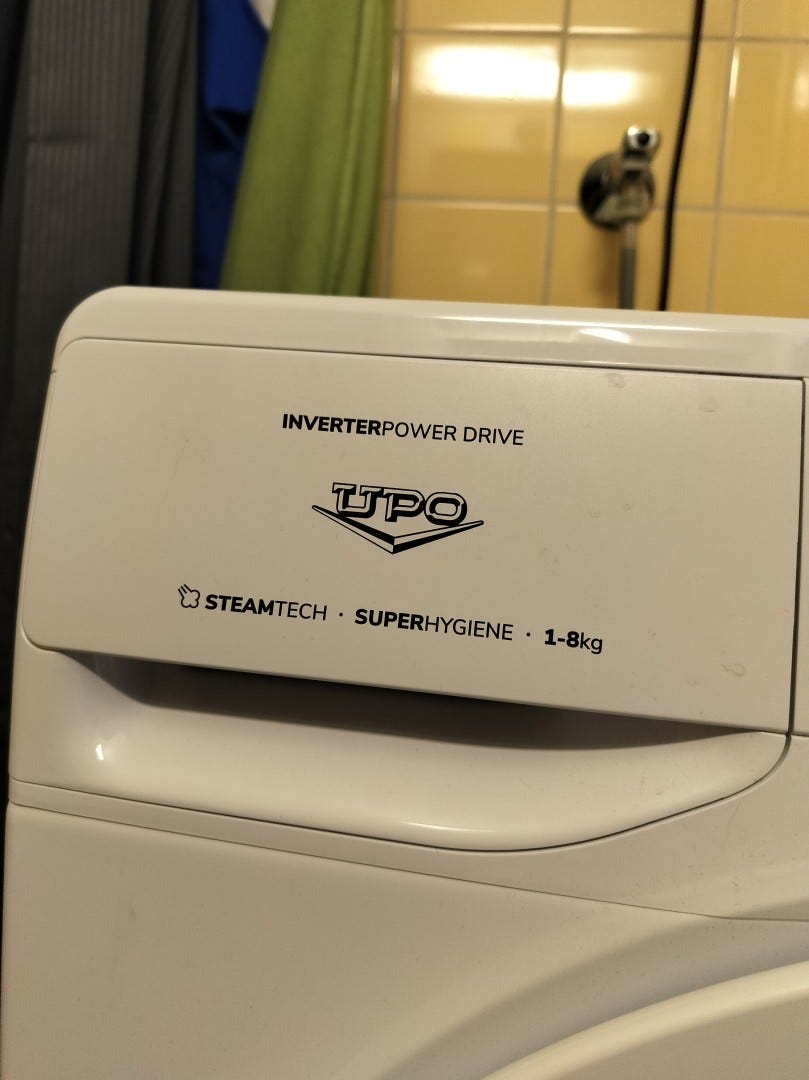 INVERTERPOWER DRIVE
UPO
STEAMTECH · SUPERHYGIENE · 1-8kg